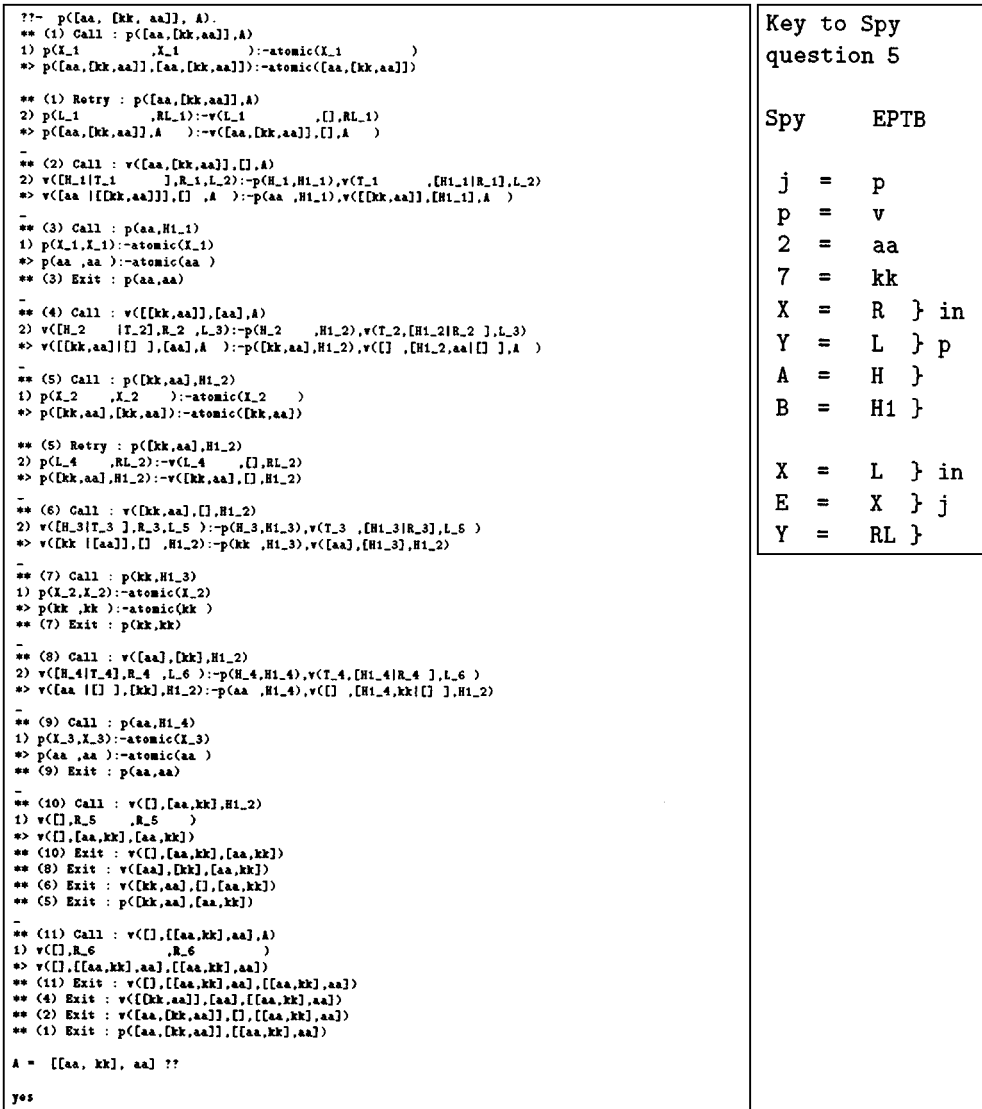 ??- p([aa, [kk, aa]], A).
** (1) Call : p([aa,[kk,aa]],A)
1) p(X_1 ,X_1 ):-atomic(X_1 )
*> p([aa,[kk,aa]],[aa,[kk,aa]]):-atomic([aa,[kk,aa]])
** (1) Retry : p([aa,[kk,aa]],A)
2) p(L_1 ,RL_1):-v(L_1 ,[],RL_1)
*> p([aa,[kk,aa]],A ):-v([aa,[kk,aa]],[],A )
_
** (2) Call : v([aa,[kk,aa]],[],A)
2) v([H_1|T_1 ],R_1,L_2):-p(H_1,H1_1),v(T_1 ,[H1_1|R_1],L_2)
*> v([aa |[[kk,aa]]],[] ,A ):-p(aa ,H1_1),v([[kk,aa]],[H1_1],A )
_
** (3) Call : p(aa,H1_1)
1) p(X_1,X_1):-atomic(X_1)
*> p(aa ,aa ):-atomic(aa )
** (3) Exit : p(aa,aa)
_
** (4) Call : v([[kk,aa]],[aa],A)
2) v([H_2 |T_2],R_2 ,L_3):-p(H_2 ,H1_2),v(T_2,[H1_2|R_2 ],L_3)
*> v([[kk,aa]|[] ],[aa],A ):-p([kk,aa],H1_2),v([] ,[H1_2,aa|[] ],A )
_
** (5) Call : p([kk,aa],H1_2)
1) p(X_2 ,X_2 ):-atomic(X_2 )
*> p([kk,aa],[kk,aa]):-atomic([kk,aa])
** (5) Retry : p([kk,aa],H1_2)
2) p(L_4 ,RL_2):-v(L_4 ,[],RL_2)
*> p([kk,aa],H1_2):-v([kk,aa],[],H1_2)
_
** (6) Call : v([kk,aa],[],H1_2)
2) v([H_3|T_3 ],R_3,L_5 ):-p(H_3,H1_3),v(T_3 ,[H1_3|R_3],L_5 )
*> v([kk |[aa]],[] ,H1_2):-p(kk ,H1_3),v([aa],[H1_3],H1_2)
_
** (7) Call : p(kk,H1_3)
1) p(X_2,X_2):-atomic(X_2)
*> p(kk ,kk ):-atomic(kk )
** (7) Exit : p(kk,kk)
_
** (8) Call : v([aa],[kk],H1_2)
2) v([H_4|T_4],R_4 ,L_6 ):-p(H_4,H1_4),v(T_4,[H1_4|R_4 ],L_6 )
*> v([aa |[] ],[kk],H1_2):-p(aa ,H1_4),v([] ,[H1_4,kk|[] ],H1_2)
_
** (9) Call : p(aa,H1_4)
1) p(X_3,X_3):-atomic(X_3)
*> p(aa ,aa ):-atomic(aa )
** (9) Exit : p(aa,aa)
_
** (10) Call : v([],[aa,kk],H1_2)
1) v([],R_5 ,R_5 )
*> v([],[aa,kk],[aa,kk])
** (10) Exit : v([],[aa,kk],[aa,kk])
** (8) Exit : v([aa],[kk],[aa,kk])
** (6) Exit : v([kk,aa],[],[aa,kk])
** (5) Exit : p([kk,aa],[aa,kk])
_
** (11) Call : v([],[[aa,kk],aa],A)
1) v([],R_6 ,R_6 )
*> v([],[[aa,kk],aa],[[aa,kk],aa])
** (11) Exit : v([],[[aa,kk],aa],[[aa,kk],aa])
** (4) Exit : v([[kk,aa]],[aa],[[aa,kk],aa])
** (2) Exit : v([aa,[kk,aa]],[],[[aa,kk],aa])
** (1) Exit : p([aa,[kk,aa]],[[aa,kk],aa])
A = [[aa, kk], aa] ??
yes
Key to Spy
question 5
Spy EPTB
j = p
p = v
2 = aa
7 = kk
X = R } in
Y = L } p
A = H }
B = H1 }
X = L } in
E = X } j
Y = RL }